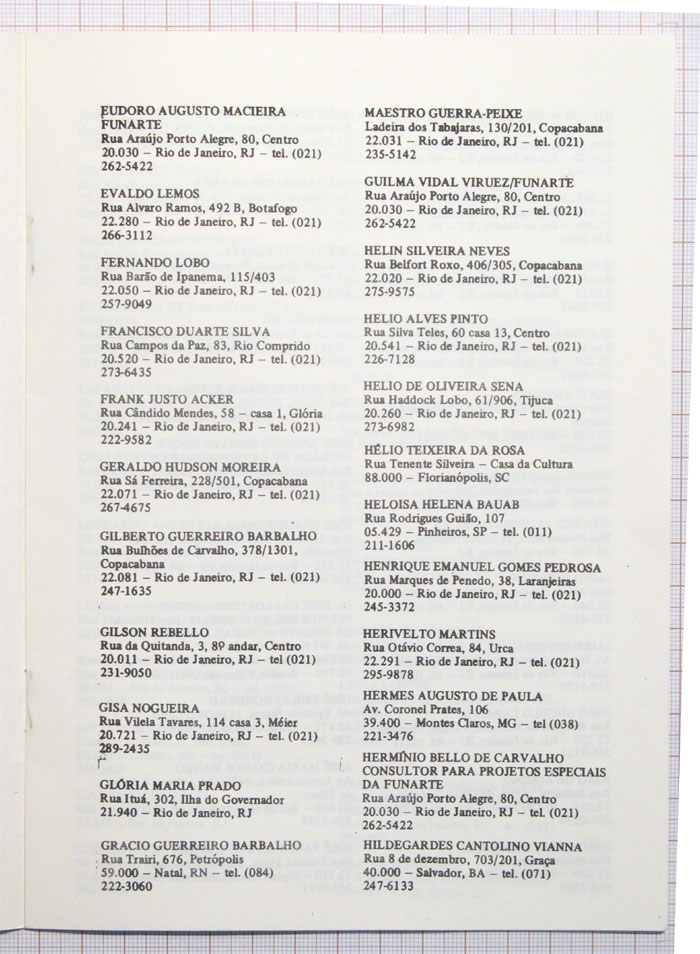 EUDORO AUGUSTO MACIEIRA
FUNARTE
Rua Araújo Porto Alegre, 80, Centro
20.030 – Rio de Janeiro, RJ – tel. (021)
262-5422
EVALDO LEMOS
Rua Alvaro Ramos, 492 B, Botafogo
22.280 – Rio de Janeiro, RJ – tel. (021)
266-3112
FERNANDO LOBO
Rua Barão de Ipanema, 115/403
22.050 – Rio de Janeiro, RJ – tel. (021)
257-9049
FRANCISCO DUARTE SILVA
Rua Campos da Paz, 83, Rio Comprido
20.520 – Rio de Janeiro, RJ – tel. (021)
273-6435
FRANK JUSTO ACKER
Rua Cândido Mendes, 58 – casa 1, Glória
20.241 – Rio de Janeiro, RJ – tel. (021)
222-9582
GERALDO HUDSON MOREIRA
Rua Sá Ferreira, 228/501, Copacabana
22.071 – Rio de Janeiro, RJ – tel. (021)
267-4675
GILBERTO GUERREIRO BARBALHO
Rua Bulhões de Carvalho, 378/1301,
Copacabana
22.081 – Rio de Janeiro, RJ – tel. (021)
247-1635
GILSON REBELLO
Rua da Quitanda, 3, 8º andar, Centro
20.011 – Rio de Janeiro, RJ – tel (021)
231-9050
GISA NOGUEIRA
Rua Vilela Tavares, 114 casa 3, Méier
20.721 – Rio de Janeiro, RJ – tel. (021)
289-2435
GLÓRIA MARIA PRADO
Rua Ituá, 302, Ilha do Governador
21.940 – Rio de Janeiro, RJ
GRACIO GUERREIRO BARBALHO
Rua Trairi, 676, Petrópolis
59.000 – Natal, RN – tel. (084)
222-3060
MAESTRO GUERRA-PEIXE
Ladeira dos Tabajaras, 130/201, Copacabana
22.031 – Rio de Janeiro, RJ – tel. (021)
235-5142
GUILMA VIDAL VIRUEZ/FUNARTE
Rua Araújo Porto Alegre, 80, Centro
20.030 – Rio de Janeiro, RJ – tel. (021)
262-5422
HELIN SILVEIRA NEVES
Rua Belfort Roxo, 406/305, Copacabana
22.020 – Rio de Janeiro, RJ – tel. (021)
275-9575
HELIO ALVES PINTO
Rua Silva Teles, 60 casa 13, Centro
20.541 – Rio de Janeiro, RJ – tel. (021)
226-7128
HELIO DE OLIVEIRA SENA
Rua Haddock Lobo, 61/906, Tijuca
20.260 – Rio de Janeiro, RJ – tel. (021)
273-6982
HÉLIO TEIXEIRA DA ROSA
Rua Tenente Silveira – Casa da Cultura
88.000 – Florianópolis, SC
HELOISA HELENA BAUAB
Rua Rodrigues Guião, 107
05.429 – Pinheiros, SP – tel. (011)
211-1606
HENRIQUE EMANUEL GOMES PEDROSA
Rua Marques de Penedo, 38, Laranjeiras
20.000 – Rio de Janeiro, RJ – tel. (021)
245-3372
HERIVELTO MARTINS
Rua Otávio Correa, 84, Urca
22.291 – Rio de Janeiro, RJ – tel. (021)
295-9878
HERMES AUGUSTO DE PAULA
Av. Coronel Prates, 106
39.400 – Montes Claros, MG – tel (038)
221-3476
HERMÍNIO BELLO DE CARVALHO
CONSULTOR PARA PROJETOS ESPECIAIS
DA FUNARTE
Rua Araújo Porto Alegre, 80, Centro
20.030 – Rio de Janeiro, RJ – tel. (021)
262-5422
HILDEGARDES CANTOLINO VIANNA
Rua 8 de dezembro, 703/201, Graça
40.000 – Salvador, BA – tel. (071)
247-6133